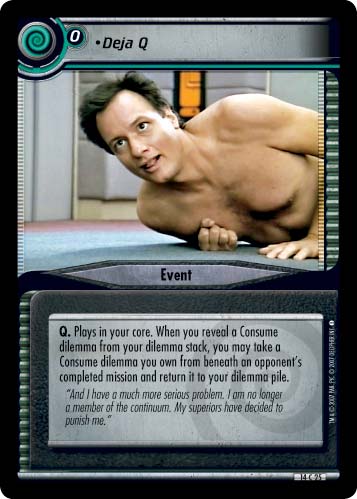 0
•Deja Q
Event
Q. Plays in your core. When you reveal a Consume
dilemma from your dilemma stack, you may take a
Consume dilemma you own from beneath an opponent's
completed mission and return it to your dilemma pile.
"And I have a much more serious problem. I am no longer
a member of the continuum. My superiors have decided to
punish me."
14 C 25